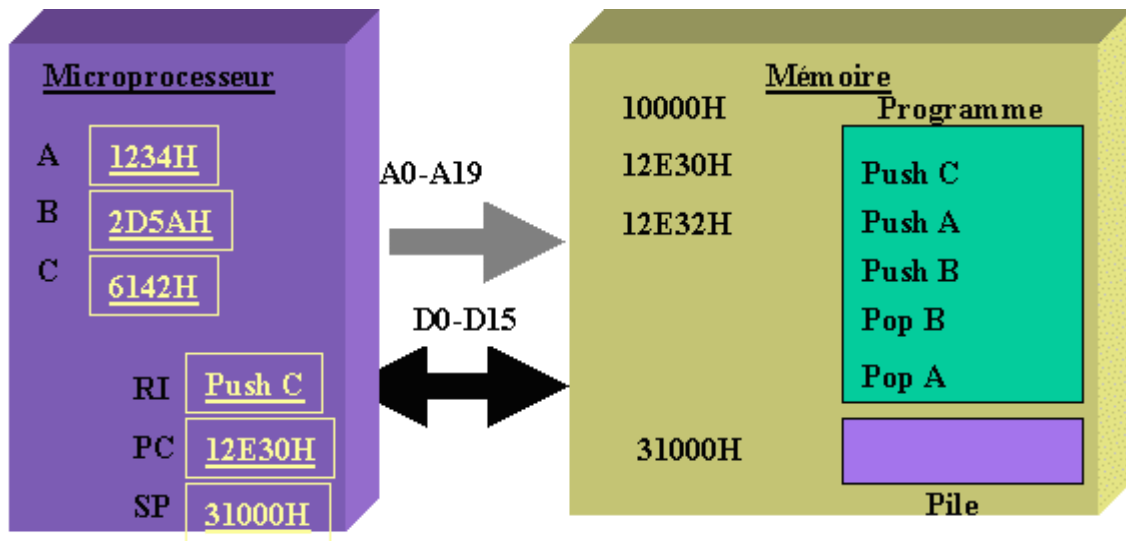 Microprocesseur
A 1234H
B 2D5AH
C 6142H
RI Push C
PC 12E30H
SP 31000H
A0-A19
D0-D15
Mémoire
10000H Programme
12E30H Push C
12E32H Push A
Push B
Pop B
Pop A
31000H
Pile